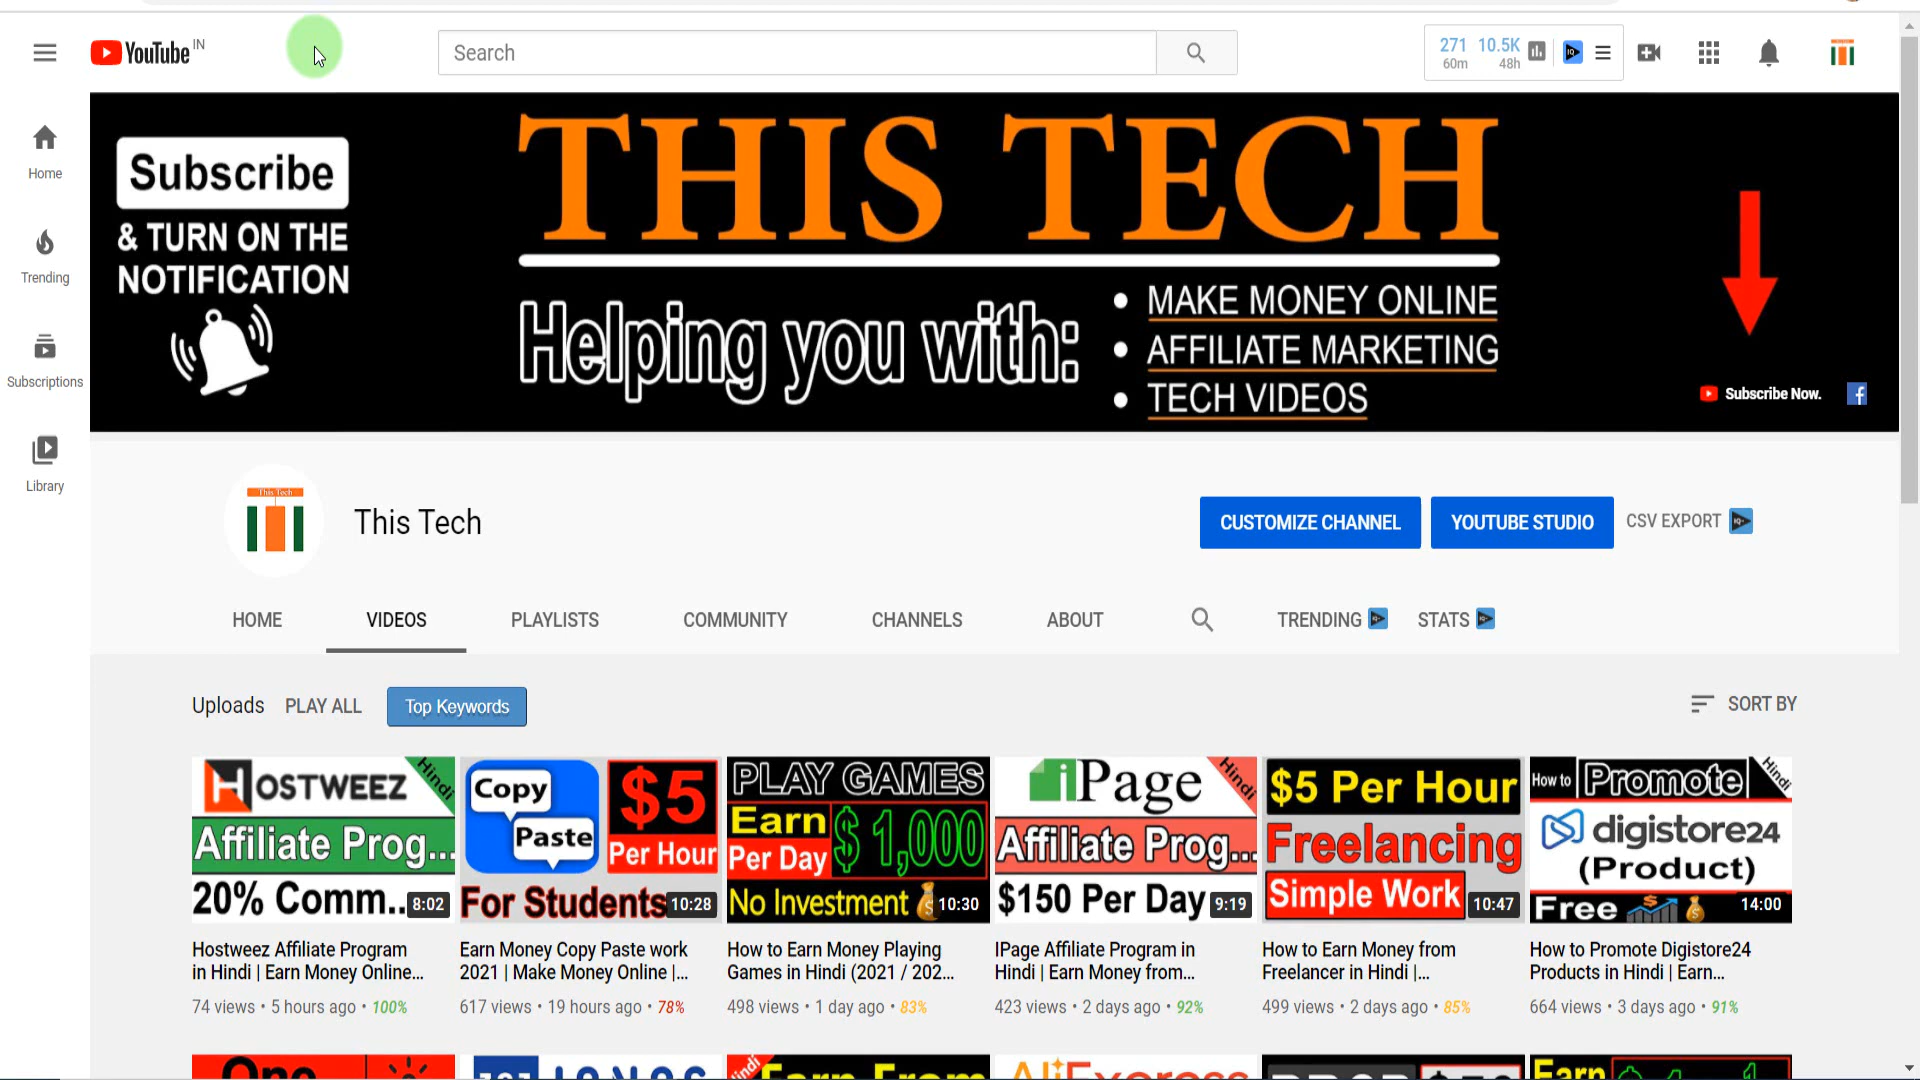 YouTube IN
Search
271 10.5K
60m 48h
Home
Trending
Subscriptions
Library
Subscribe
& TURN ON THE
NOTIFICATION
THIS TECH
Helping you with:
MAKE MONEY ONLINE
AFFILIATE MARKETING
TECH VIDEOS
Subscribe Now.
This Tech
This Tech
CUSTOMIZE CHANNEL
YOUTUBE STUDIO
CSV EXPORT
HOME VIDEOS PLAYLISTS COMMUNITY CHANNELS ABOUT TRENDING STATS
Uploads PLAY ALL Top Keywords
SORT BY
HOSTWEEZ
Hindi
Affiliate Prog...
20% Comm..
8:02
Hostweez Affiliate Program
in Hindi | Earn Money Online...
74 views • 5 hours ago • 100%
Copy
Paste
$5
Per Hour
For Students
10:28
Earn Money Copy Paste work
2021 | Make Money Online |...
617 views • 19 hours ago • 78%
PLAY GAMES
Earn
Per Day
$ 1,000
No Investment
10:30
How to Earn Money Playing
Games in Hindi (2021 / 202...
498 views • 1 day ago • 83%
iPage
Hindi
Affiliate Prog...
$150 Per Day
9:19
IPage Affiliate Program in
Hindi | Earn Money from...
423 views • 2 days ago • 92%
$5 Per Hour
Freelancing
Simple Work
10:47
How to Earn Money from
Freelancer in Hindi |...
499 views • 2 days ago • 85%
How to Promote
Hindi
digistore24
(Product)
Free
14:00
How to Promote Digistore24
Products in Hindi | Earn...
664 views • 3 days ago • 91%
One
IONOS
Hindi
Earn From
AliExpress
Earn